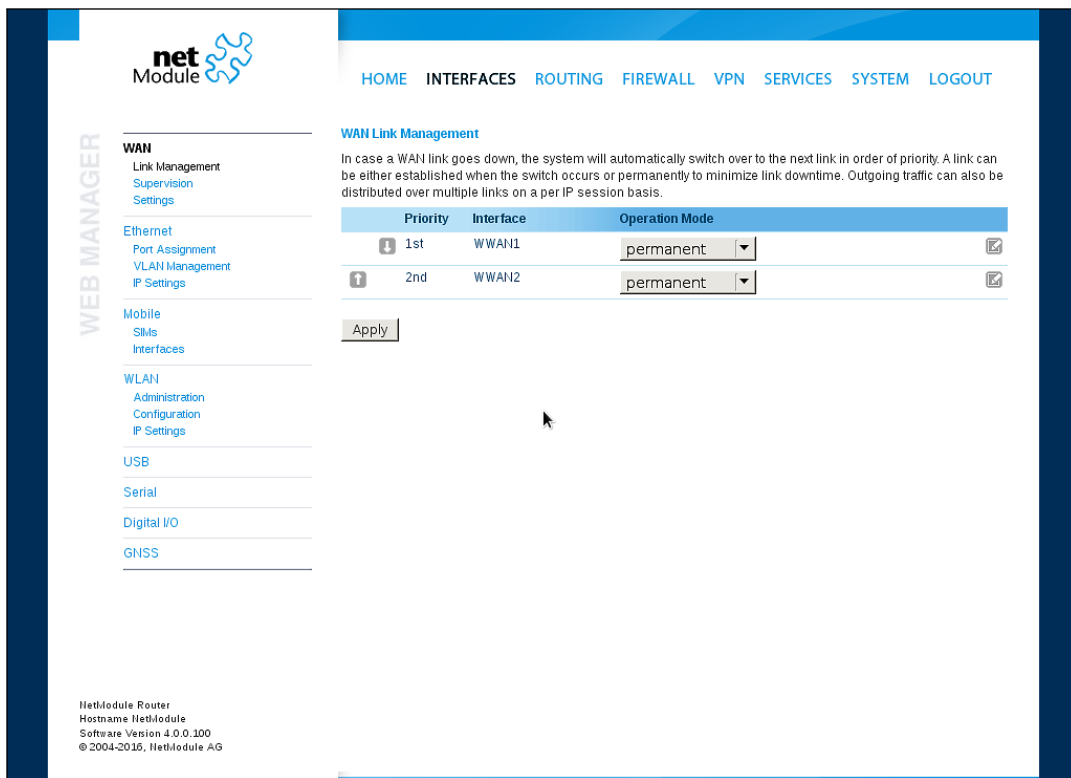 net
Module
HOME INTERFACES ROUTING FIREWALL VPN SERVICES SYSTEM LOGOUT
WEB MANAGER
WAN
Link Management
Supervision
Settings
Ethernet
Port Assignment
VLAN Management
IP Settings
Mobile
SIMs
Interfaces
WLAN
Administration
Configuration
IP Settings
USB
Serial
Digital I/O
GNSS
WAN Link Management
In case a WAN link goes down, the system will automatically switch over to the next link in order of priority. A link can
be either established when the switch occurs or permanently to minimize link downtime. Outgoing traffic can also be
distributed over multiple links on a per IP session basis.
Priority Interface Operation Mode
1st WWAN1 permanent
2nd WWAN2 permanent
Apply
NetModule Router
Hostname NetModule
Software Version 4.0.0.100
© 2004-2016, NetModule AG